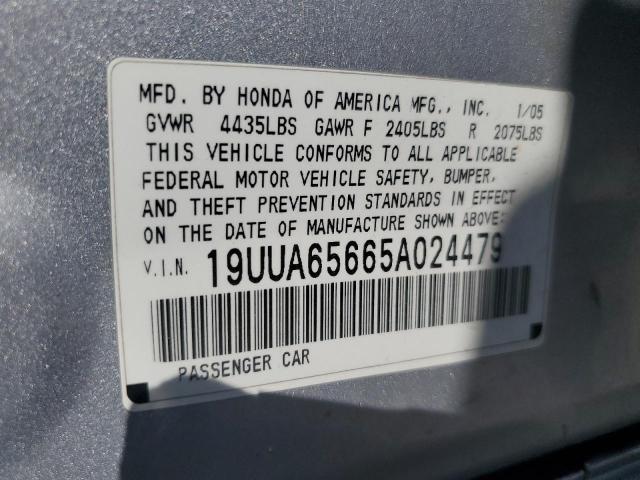 MFD. BY HONDA OF AMERICA MFG., INC. 1/05
GVWR 4435LBS GAWR F 2405LBS R 2075LBS
THIS VEHICLE CONFORMS TO ALL APPLICABLE
FEDERAL MOTOR VEHICLE SAFETY, BUMPER,
AND THEFT PREVENTION STANDARDS IN EFFECT
ON THE DATE OF MANUFACTURE SHOWN ABOVE:
V.I.N. 19UUA65665A024479
PASSENGER CAR